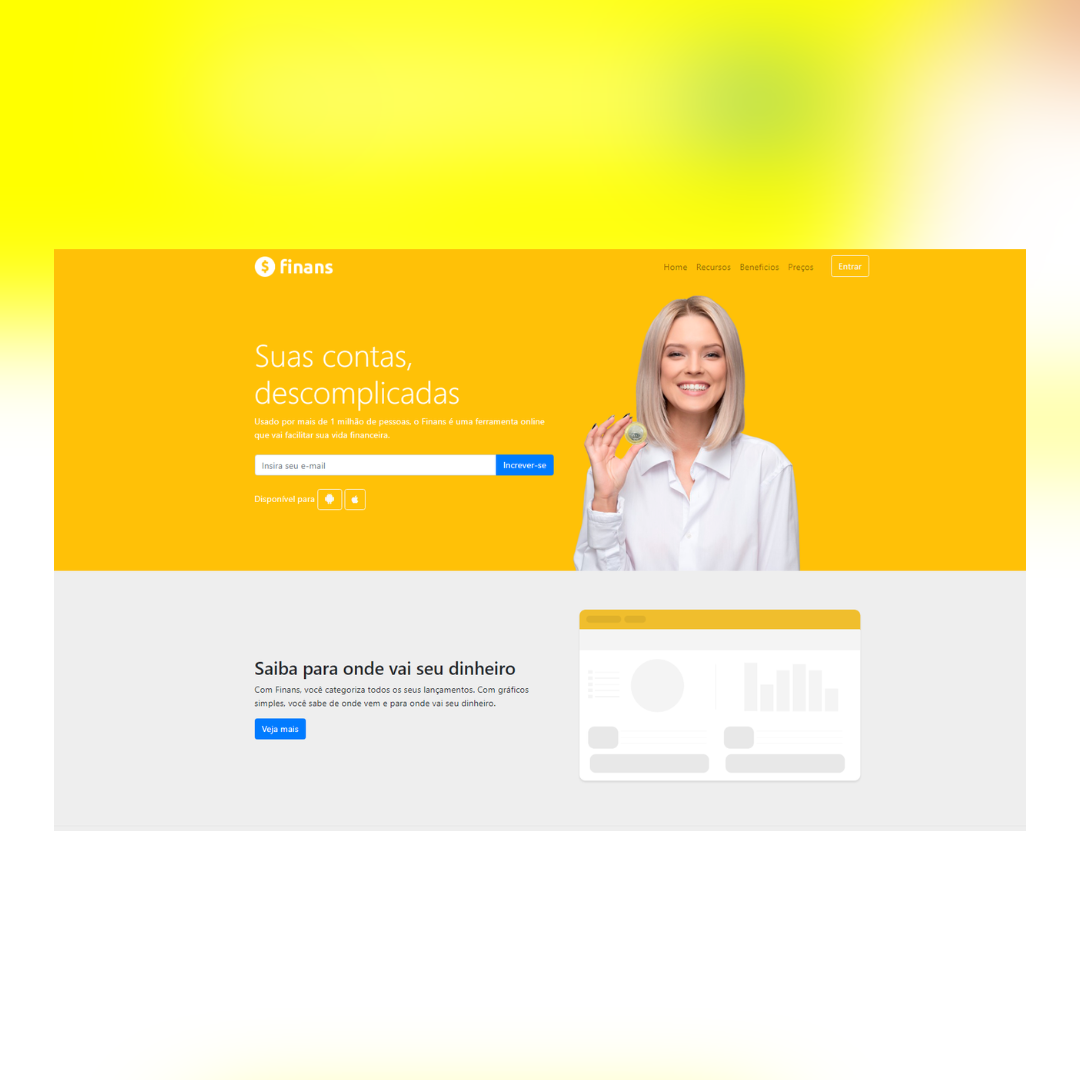 finans
Home Recursos Benefícios Preços Entrar
Suas contas,
descomplicadas
Usado por mais de 1 milhão de pessoas, o Finans é uma ferramenta online
que vai facilitar sua vida financeira.
Insira seu e-mail Increver-se
Disponível para
Saiba para onde vai seu dinheiro
Com Finans, você categoriza todos os seus lançamentos. Com gráficos
simples, você sabe de onde vem e para onde vai seu dinheiro.
Veja mais